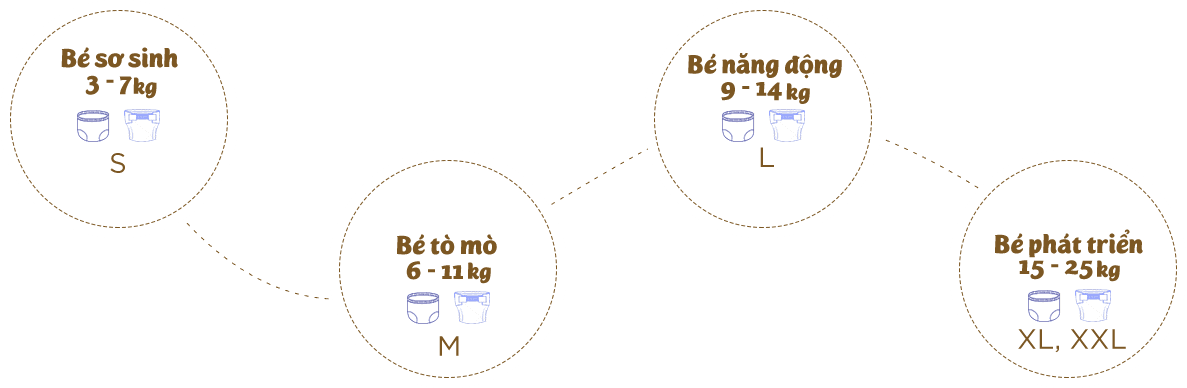 Bé sơ sinh
3 - 7kg
S
Bé tò mò
6 - 11kg
M
Bé năng động
9 - 14kg
L
Bé phát triển
15 - 25kg
XL, XXL